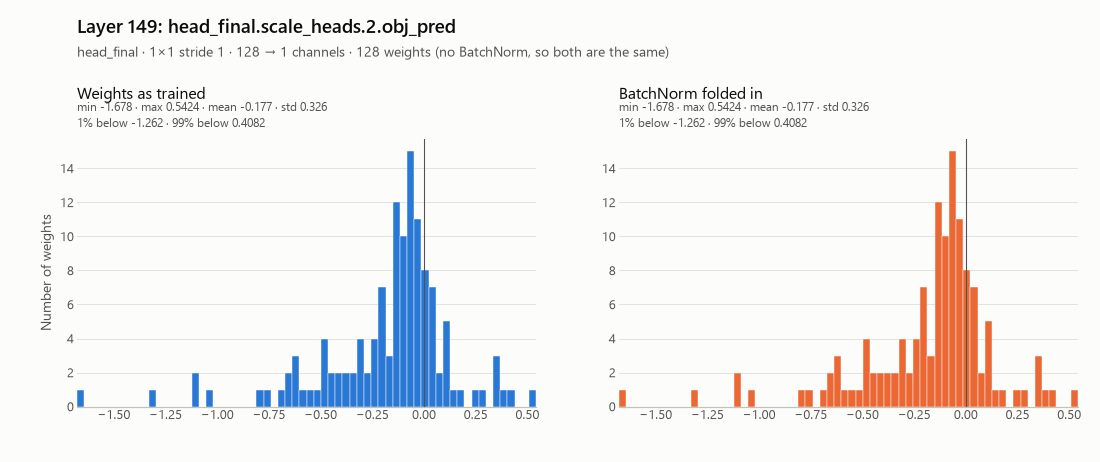 Layer 149: head_final.scale_heads.2.obj_pred
head_final · 1×1 stride 1 · 128 → 1 channels · 128 weights (no BatchNorm, so both are the same)
Weights as trained
min -1.678 · max 0.5424 · mean -0.177 · std 0.326
1% below -1.262 · 99% below 0.4082
Number of weights
14
12
10
8
6
4
2
0
−1.50 −1.25 −1.00 −0.75 −0.50 −0.25 0.00 0.25 0.50
BatchNorm folded in
min -1.678 · max 0.5424 · mean -0.177 · std 0.326
1% below -1.262 · 99% below 0.4082
14
12
10
8
6
4
2
0
−1.50 −1.25 −1.00 −0.75 −0.50 −0.25 0.00 0.25 0.50